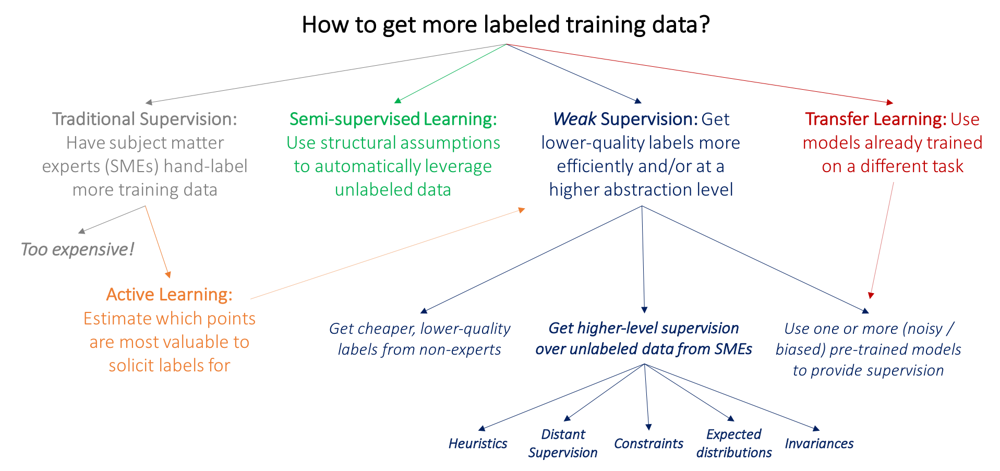 How to get more labeled training data?
Traditional Supervision:
Have subject matter
experts (SMEs) hand-label
more training data
Semi-supervised Learning:
Use structural assumptions
to automatically leverage
unlabeled data
Weak Supervision: Get
lower-quality labels more
efficiently and/or at a
higher abstraction level
Transfer Learning: Use
models already trained
on a different task
Too expensive!
Active Learning:
Estimate which points
are most valuable to
solicit labels for
Get cheaper, lower-quality
labels from non-experts
Get higher-level supervision
over unlabeled data from SMEs
Use one or more (noisy /
biased) pre-trained models
to provide supervision
Heuristics
Distant
Supervision
Constraints
Expected
distributions
Invariances